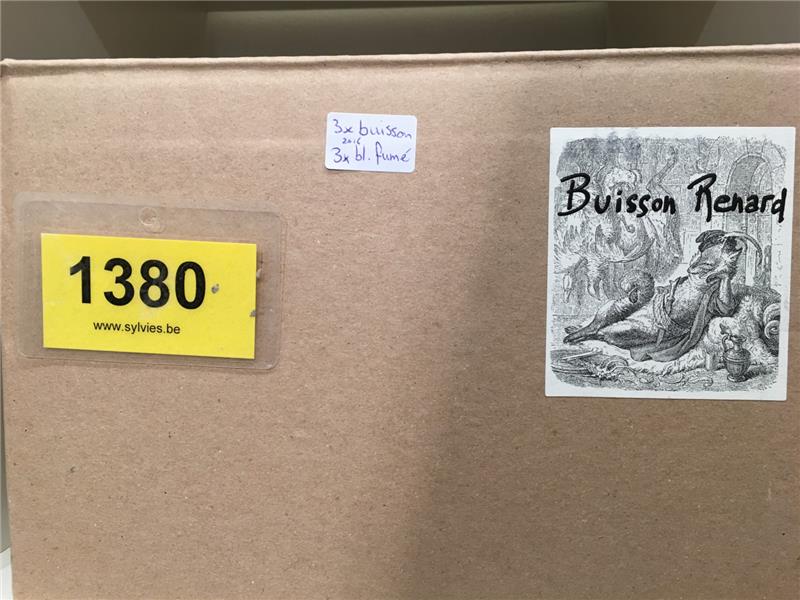 3x buisson
2016
3x bl. fumé
Buisson Renard
1380
www.sylvies.be